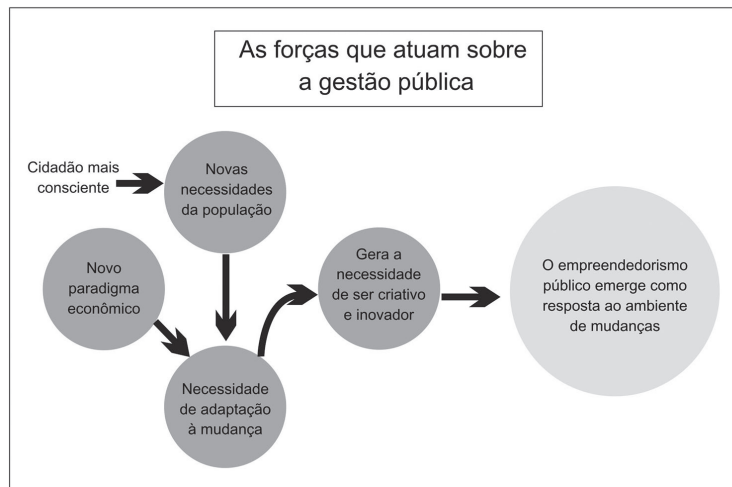 As forças que atuam sobre
a gestão pública
Cidadão mais
consciente
Novas
necessidades
da população
Novo
paradigma
econômico
Necessidade
de adaptação
à mudança
Gera a
necessidade
de ser criativo
e inovador
O empreendedorismo
público emerge como
resposta ao ambiente
de mudanças